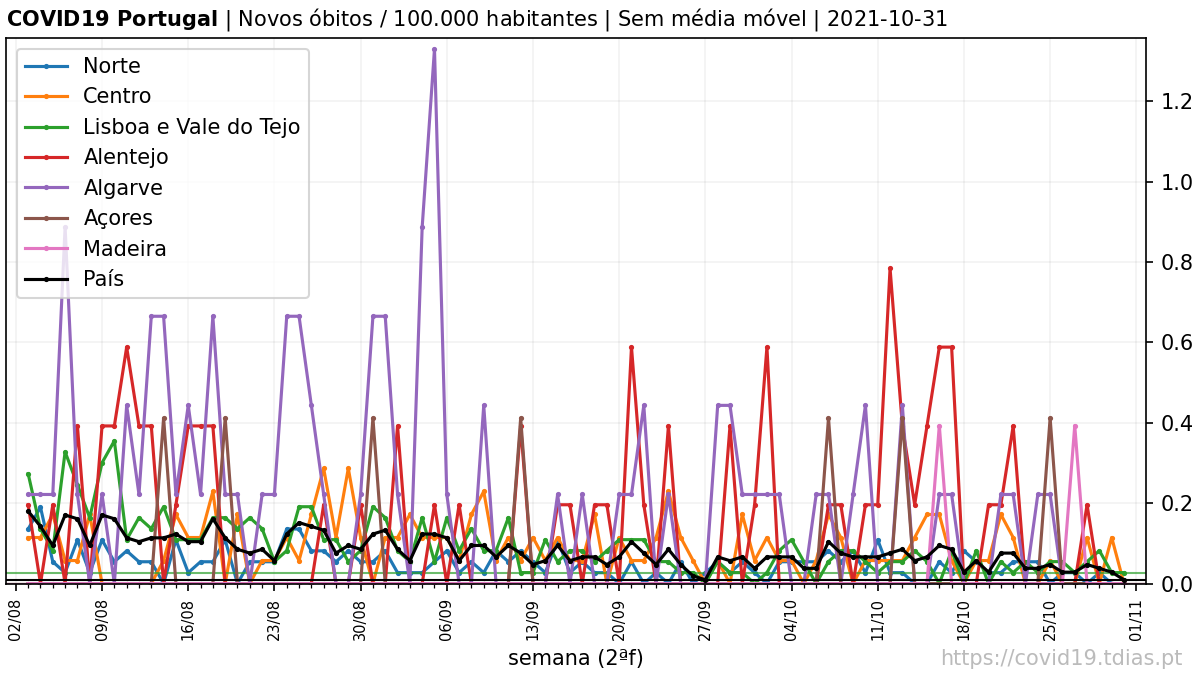 COVID19 Portugal | Novos óbitos / 100.000 habitantes | Sem média móvel | 2021-10-31
Norte
Centro
Lisboa e Vale do Tejo
Alentejo
Algarve
Açores
Madeira
País
1.2
1.0
0.8
0.6
0.4
0.2
0.0
02/08
09/08
16/08
23/08
30/08
06/09
13/09
20/09
27/09
04/10
11/10
18/10
25/10
01/11
semana (2ªf)
https://covid19.tdias.pt